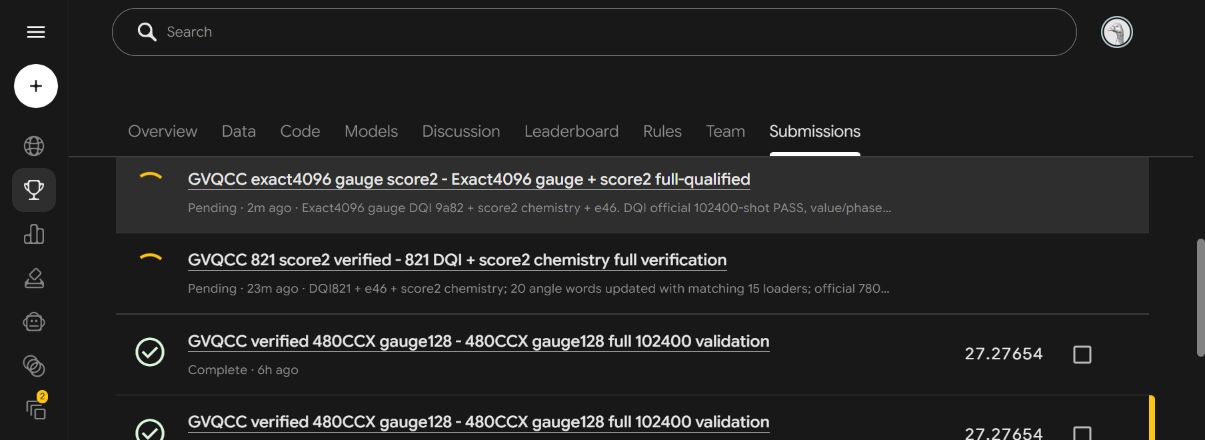 Search
Overview Data Code Models Discussion Leaderboard Rules Team Submissions
GVQCC exact4096 gauge score2 - Exact4096 gauge + score2 full-qualified
Pending · 2m ago · Exact4096 gauge DQI 9a82 + score2 chemistry + e46. DQI official 102400-shot PASS, value/phase...
GVQCC 821 score2 verified - 821 DQI + score2 chemistry full verification
Pending · 23m ago · DQI821 + e46 + score2 chemistry; 20 angle words updated with matching 15 loaders; official 780...
GVQCC verified 480CCX gauge128 - 480CCX gauge128 full 102400 validation
27.27654
Complete · 6h ago
2
GVQCC verified 480CCX gauge128 - 480CCX gauge128 full 102400 validation
27.27654